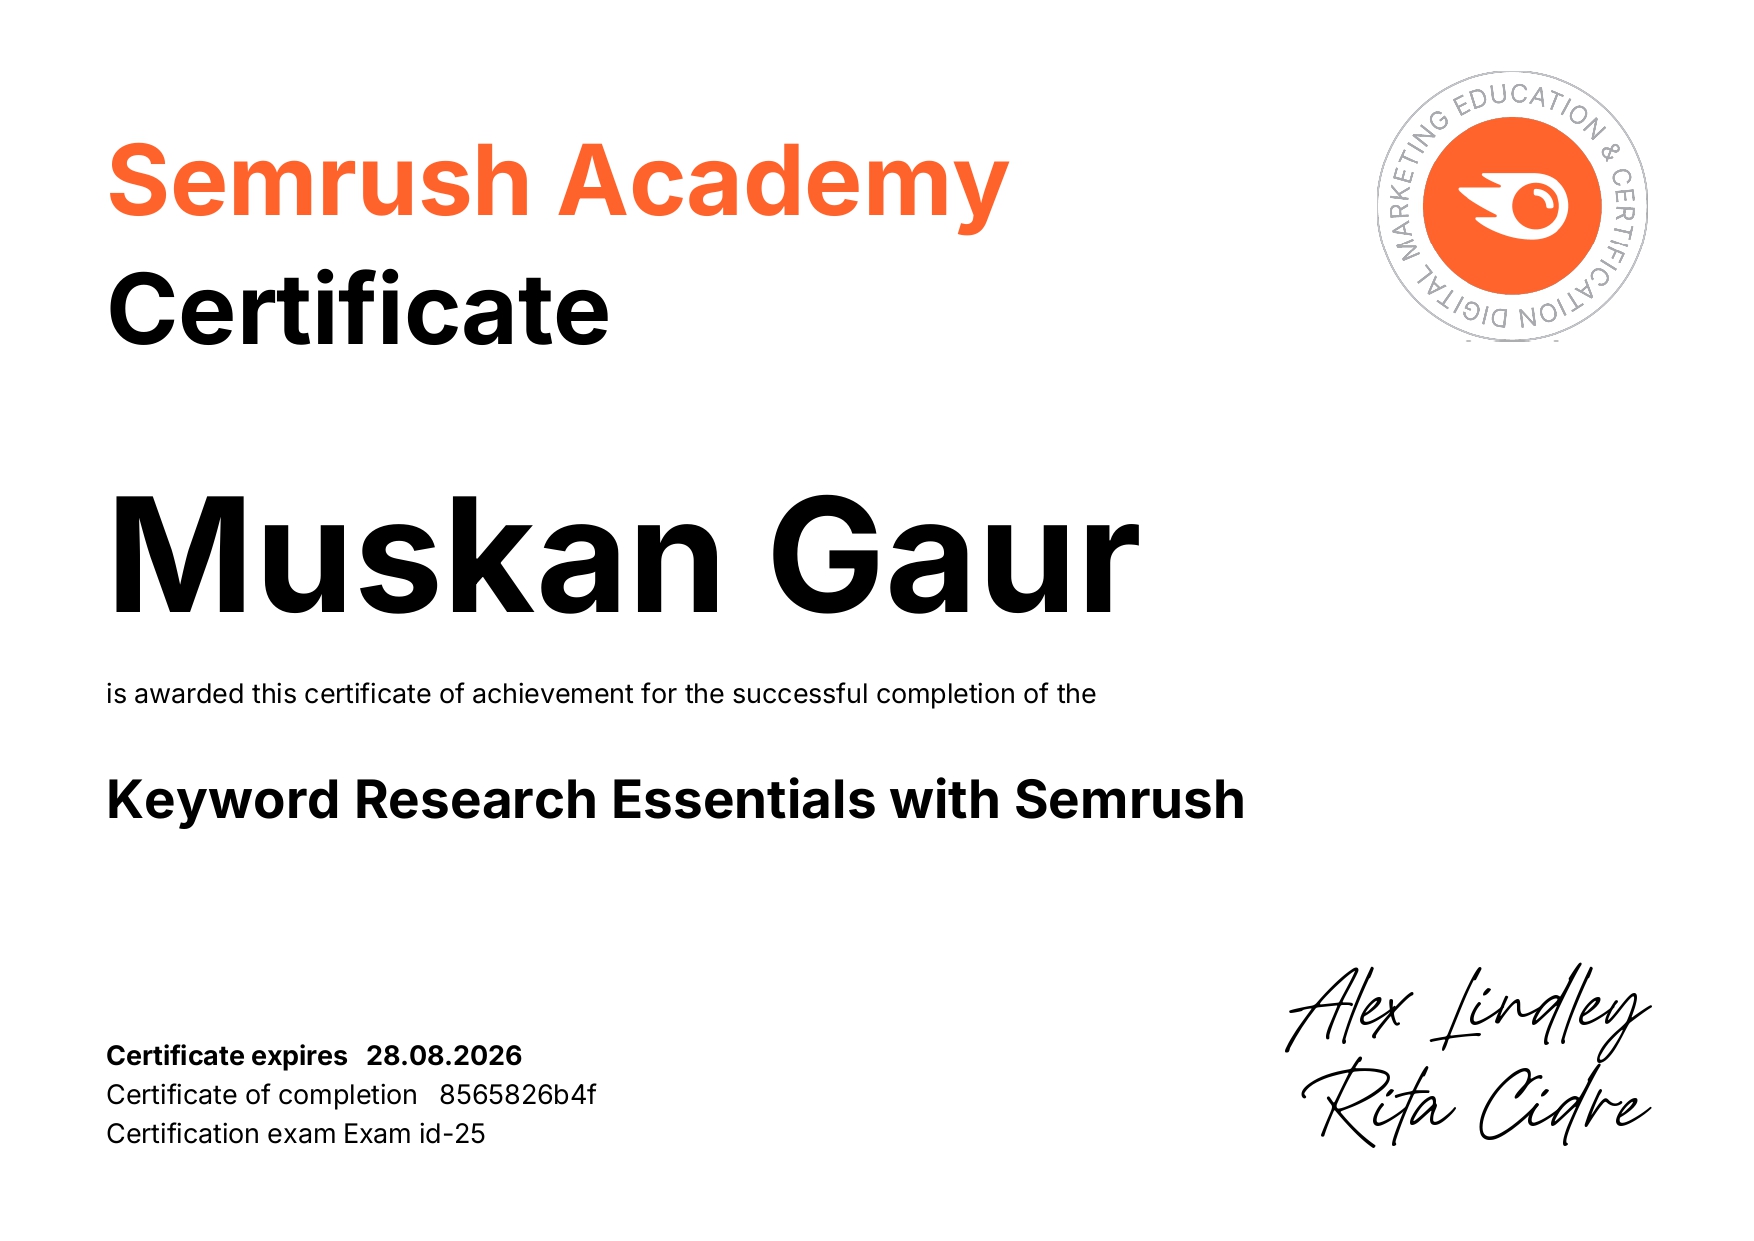 Semrush Academy
Certificate
DIGITAL MARKETING EDUCATION & CERTIFICATION
Muskan Gaur
is awarded this certificate of achievement for the successful completion of the
Keyword Research Essentials with Semrush
Certificate expires 28.08.2026
Certificate of completion 8565826b4f
Certification exam Exam id-25
Alex Lindley
Rita Cidre